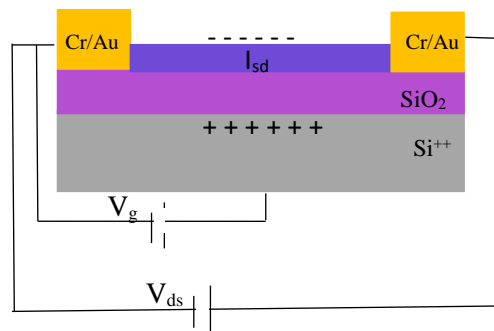 - - - - - -
Cr/Au
Cr/Au
I_sd
SiO₂
+ + + + + +
Si⁺⁺
V_g
V_ds